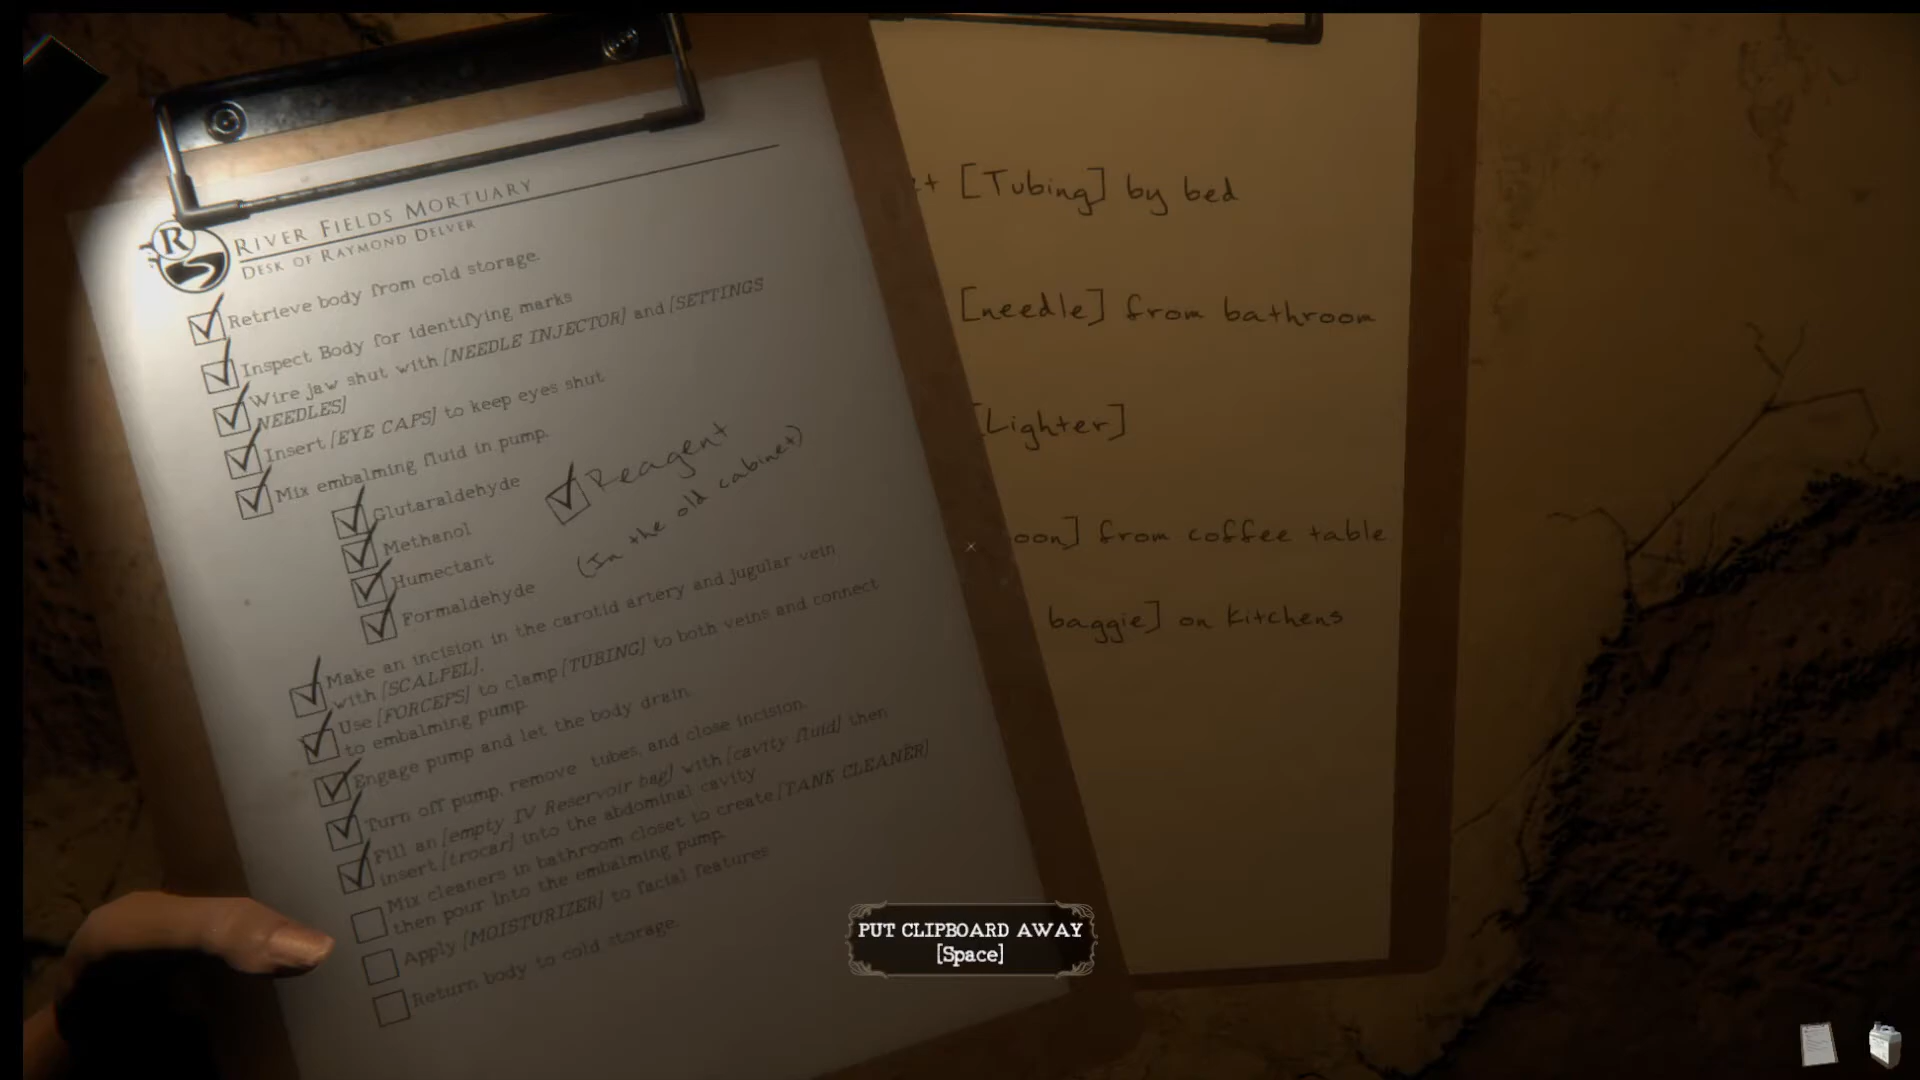 RIVER FIELDS MORTUARY
DESK OF RAYMOND DELVER
Retrieve body from cold storage.
Inspect Body for identifying marks
Wire jaw shut with [NEEDLE INJECTOR] and [SETTINGS
NEEDLES]
Insert [EYE CAPS] to keep eyes shut
Mix embalming fluid in pump.
Glutaraldehyde
Methanol
Humectant
Formaldehyde
Reagent
(In the old cabinet)
Make an incision in the carotid artery and jugular vein
with [SCALPEL].
Use [FORCEPS] to clamp [TUBING] to both veins and connect
to embalming pump.
Engage pump and let the body drain.
Turn off pump, remove tubes, and close incision.
Fill an [empty IV Reservoir bag] with [cavity fluid] then
insert [trocar] into the abdominal cavity
Mix cleaners in bathroom closet to create [TANK CLEANER]
then pour into the embalming pump.
Apply [MOISTURIZER] to facial features
Return body to cold storage.
[Tubing] by bed
[needle] from bathroom
[Lighter]
oon] from coffee table
baggie] on kitchens
PUT CLIPBOARD AWAY
[Space]